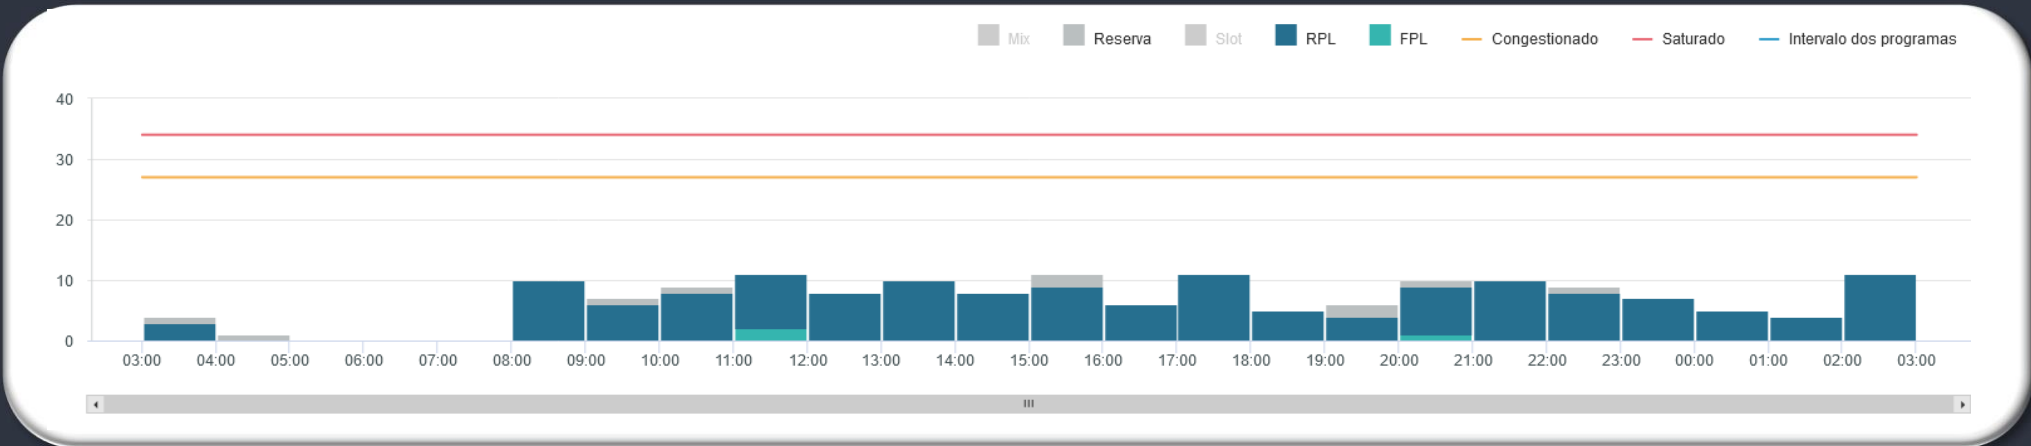 Mix Reserva Slot RPL FPL Congestionado Saturado Intervalo dos programas
40
30
20
10
0
03:00 04:00 05:00 06:00 07:00 08:00 09:00 10:00 11:00 12:00 13:00 14:00 15:00 16:00 17:00 18:00 19:00 20:00 21:00 22:00 23:00 00:00 01:00 02:00 03:00